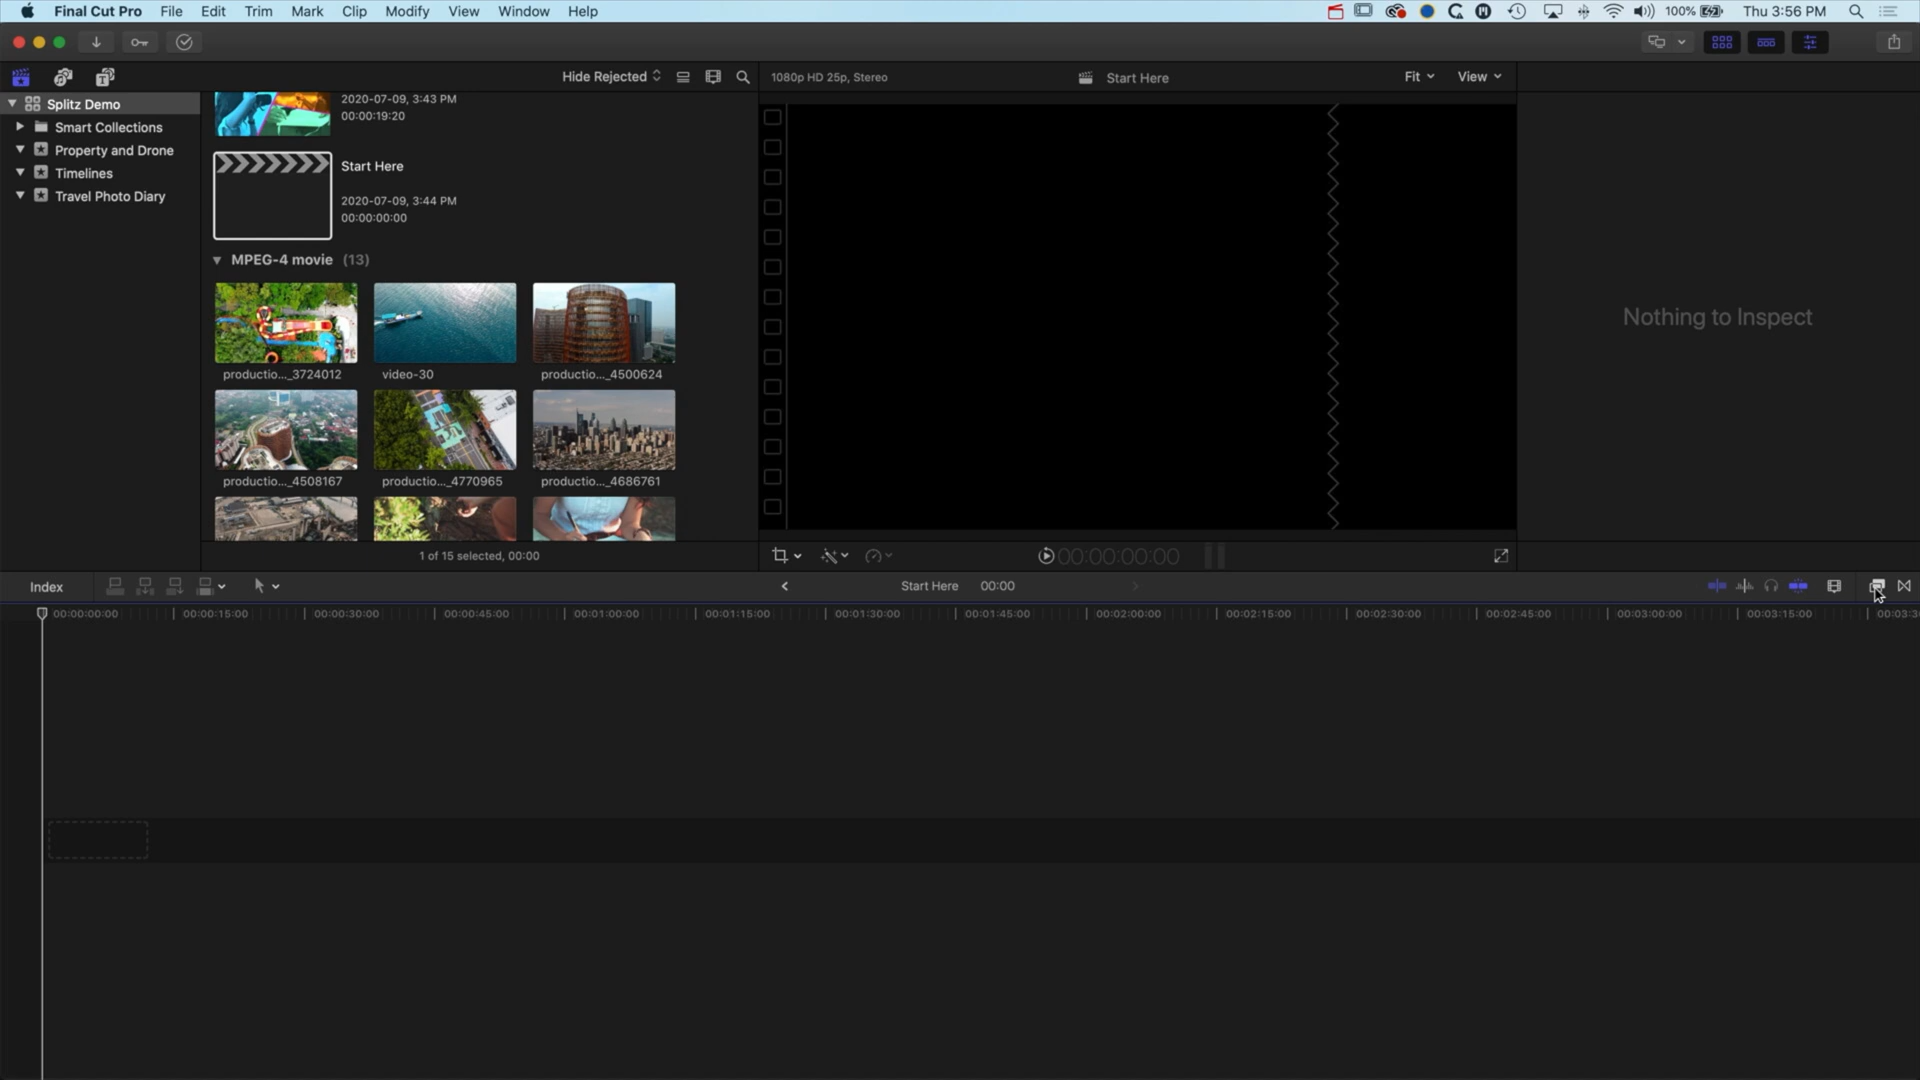 Final Cut Pro File Edit Trim Mark Clip Modify View Window Help 100% Thu 3:56 PM
Hide Rejected 1080p HD 25p, Stereo Start Here Fit View
Splitz Demo
Smart Collections
Property and Drone
Timelines
Travel Photo Diary
2020-07-09, 3:43 PM
00:00:19:20
Start Here
2020-07-09, 3:44 PM
00:00:00:00
MPEG-4 movie (13)
productio..._3724012 video-30 productio..._4500624
productio..._4508167 productio..._4770965 productio..._4686761
1 of 15 selected, 00:00
Nothing to Inspect
00:00:00:00
Index Start Here 00:00
00:00:00:00 00:00:15:00 00:00:30:00 00:00:45:00 00:01:00:00 00:01:15:00 00:01:30:00 00:01:45:00 00:02:00:00 00:02:15:00 00:02:30:00 00:02:45:00 00:03:00:00 00:03:15:00 00:03:3